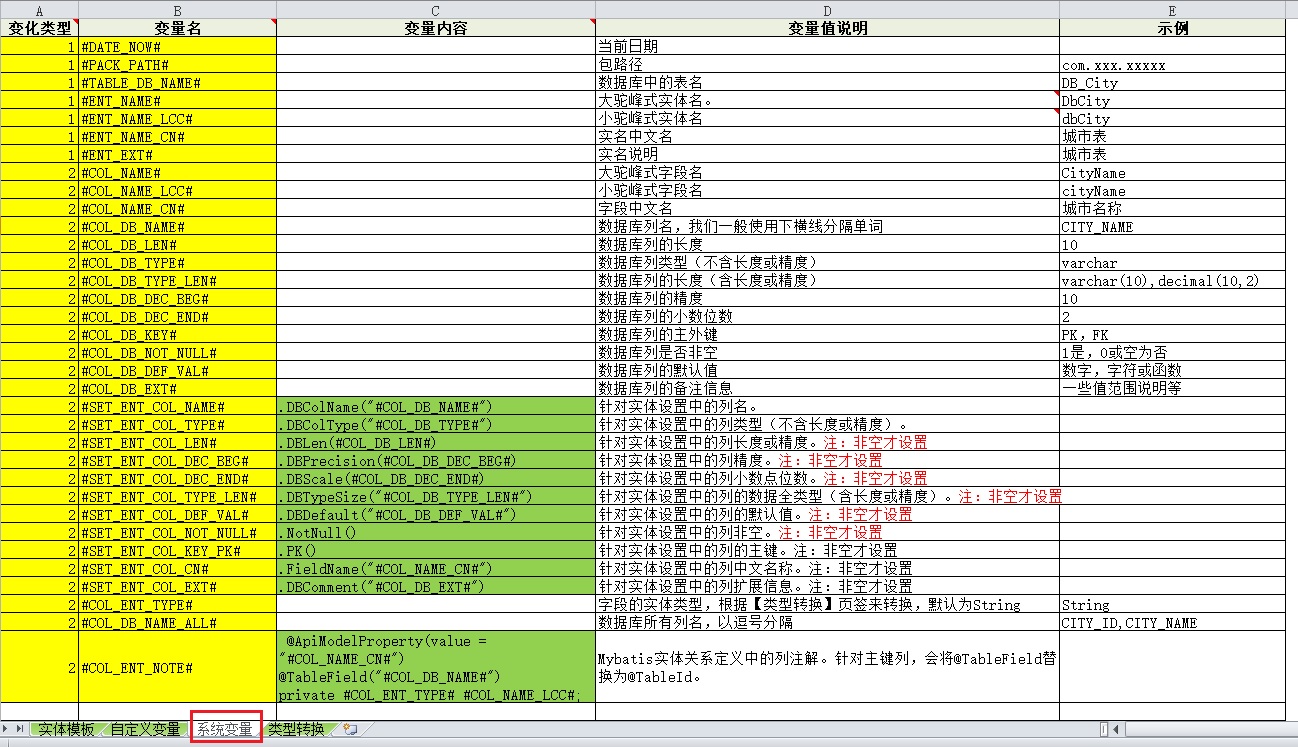 A B C D E
变化类型 变量名 变量内容 变量值说明 示例
1 #DATE_NOW# 当前日期
1 #PACK_PATH# 包路径 com.xxx.xxxxx
1 #TABLE_DB_NAME# 数据库中的表名 DB_City
1 #ENT_NAME# 大驼峰式实体名。 DbCity
1 #ENT_NAME_LCC# 小驼峰式实体名 dbCity
1 #ENT_NAME_CN# 实名中文名 城市表
1 #ENT_EXT# 实名说明 城市表
2 #COL_NAME# 大驼峰式字段名 CityName
2 #COL_NAME_LCC# 小驼峰式字段名 cityName
2 #COL_NAME_CN# 字段中文名 城市名称
2 #COL_DB_NAME# 数据库列名，我们一般使用下横线分隔单词 CITY_NAME
2 #COL_DB_LEN# 数据库列的长度 10
2 #COL_DB_TYPE# 数据库列类型（不含长度或精度） varchar
2 #COL_DB_TYPE_LEN# 数据库列的长度（含长度或精度） varchar(10),decimal(10,2)
2 #COL_DB_DEC_BEG# 数据库列的精度 10
2 #COL_DB_DEC_END# 数据库列的小数位数 2
2 #COL_DB_KEY# 数据库列的主外键 PK，FK
2 #COL_DB_NOT_NULL# 数据库列是否非空 1是，0或空为否
2 #COL_DB_DEF_VAL# 数据库列的默认值 数字，字符或函数
2 #COL_DB_EXT# 数据库列的备注信息 一些值范围说明等
2 #SET_ENT_COL_NAME# .DBColName("#COL_DB_NAME#") 针对实体设置中的列名。
2 #SET_ENT_COL_TYPE# .DBColType("#COL_DB_TYPE#") 针对实体设置中的列类型（不含长度或精度）。
2 #SET_ENT_COL_LEN# .DBLen(#COL_DB_LEN#) 针对实体设置中的列长度或精度。注：非空才设置
2 #SET_ENT_COL_DEC_BEG# .DBPrecision(#COL_DB_DEC_BEG#) 针对实体设置中的列精度。注：非空才设置
2 #SET_ENT_COL_DEC_END# .DBScale(#COL_DB_DEC_END#) 针对实体设置中的列小数点位数。注：非空才设置
2 #SET_ENT_COL_TYPE_LEN# .DBTypeSize("#COL_DB_TYPE_LEN#") 针对实体设置中的列的数据全类型（含长度或精度）。注：非空才设置
2 #SET_ENT_COL_DEF_VAL# .DBDefault("#COL_DB_DEF_VAL#") 针对实体设置中的列的默认值。注：非空才设置
2 #SET_ENT_COL_NOT_NULL# .NotNull() 针对实体设置中的列非空。注：非空才设置
2 #SET_ENT_COL_KEY_PK# .PK() 针对实体设置中的列的主键。注：非空才设置
2 #SET_ENT_COL_CN# .FieldName("#COL_NAME_CN#") 针对实体设置中的列中文名称。注：非空才设置
2 #SET_ENT_COL_EXT# .DBComment("#COL_DB_EXT#") 针对实体设置中的列扩展信息。注：非空才设置
2 #COL_ENT_TYPE# 字段的实体类型，根据【类型转换】页签来转换，默认为String String
2 #COL_DB_NAME_ALL# 数据库所有列名，以逗号分隔 CITY_ID,CITY_NAME
2 #COL_ENT_NOTE#
@ApiModelProperty(value =
"#COL_NAME_CN#")
@TableField("#COL_DB_NAME#")
private #COL_ENT_TYPE# #COL_NAME_LCC#;
Mybatis实体关系定义中的列注解。针对主键列，会将@TableField替
换为@TableId。
实体模板 自定义变量 系统变量 类型转换